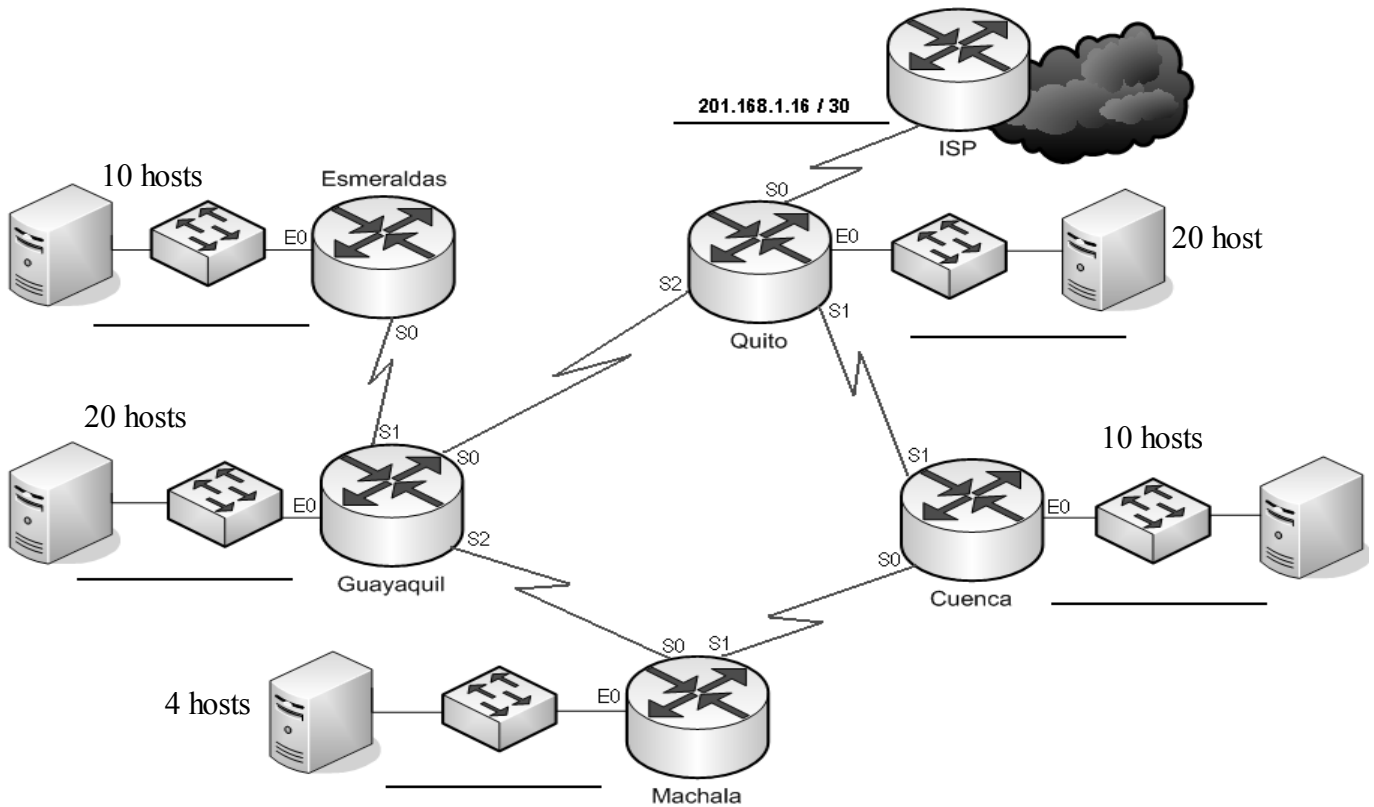 201.168.1.16 / 30
ISP
10 hosts
Esmeraldas
S0
E0
E0
20 host
S2
S1
S0
Quito
20 hosts
S1
S0
10 hosts
S1
E0
E0
S2
S0
Guayaquil
Cuenca
S0
S1
4 hosts
E0
Machala